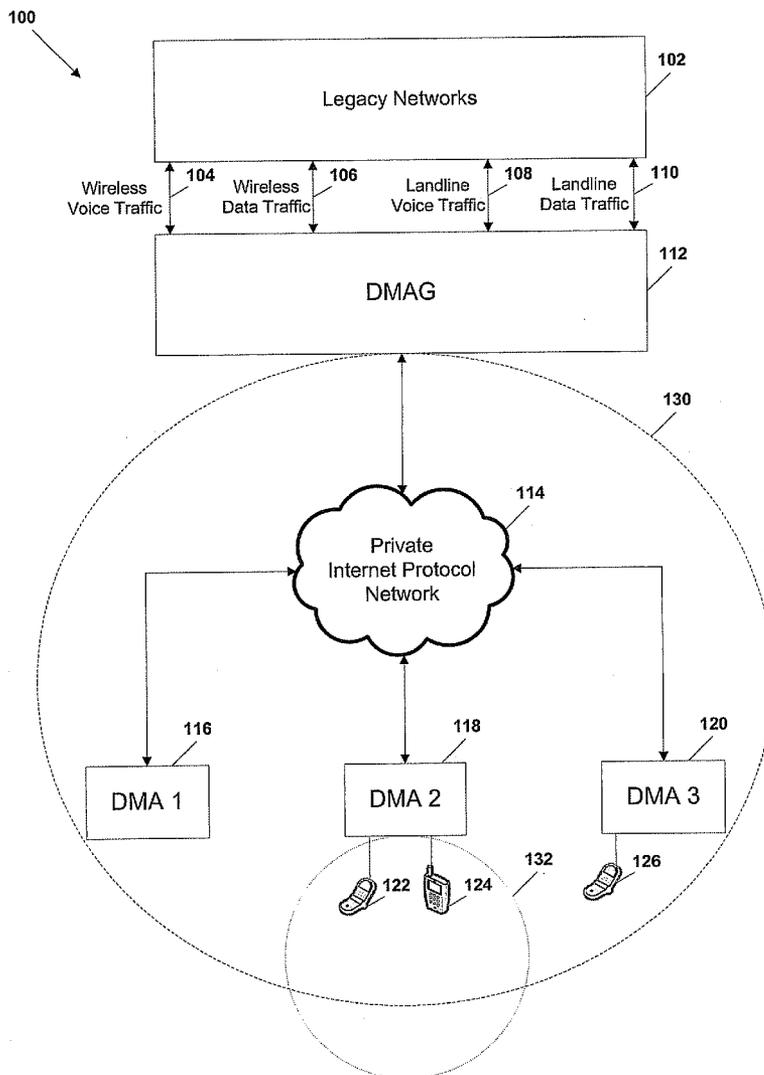 100
102
Legacy Networks
Wireless 104 Wireless 106 Landline 108 Landline 110
Voice Traffic Data Traffic Voice Traffic Data Traffic
112
DMAG
130
114
Private
Internet Protocol
Network
116 118 120
DMA 1 DMA 2 DMA 3
122 124 132 126